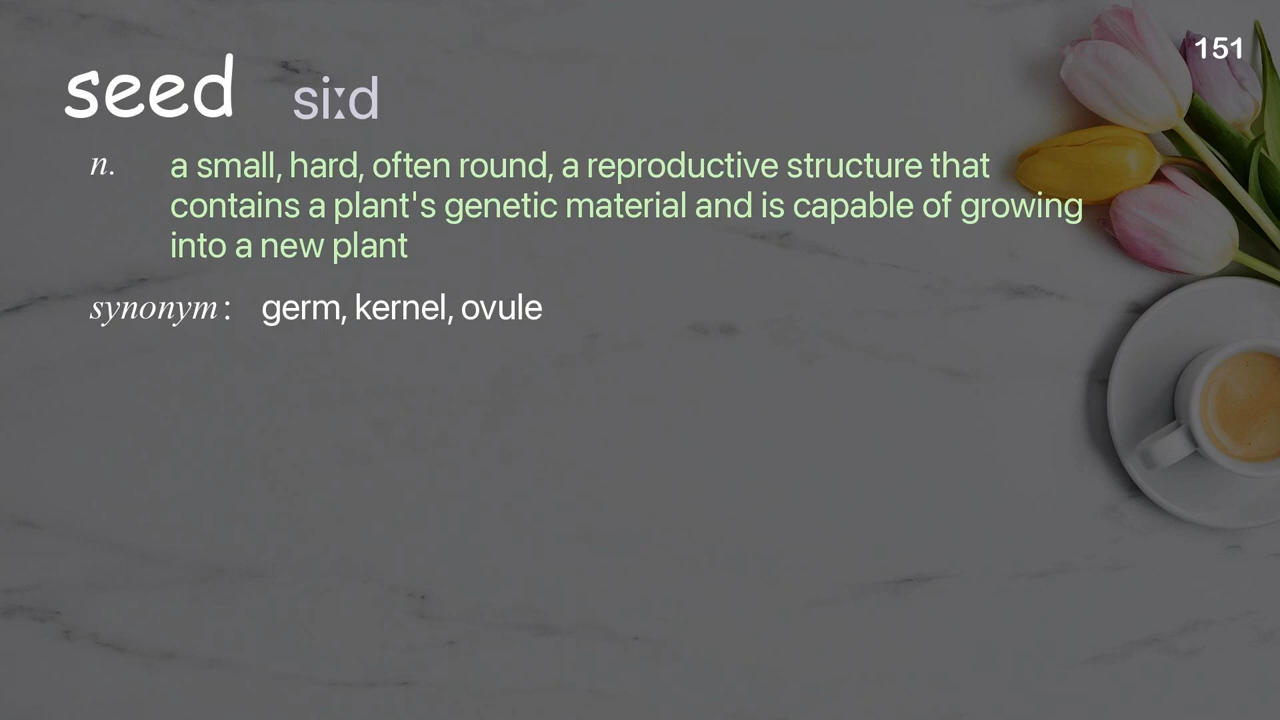 151
seed siːd
n. a small, hard, often round, a reproductive structure that
contains a plant's genetic material and is capable of growing
into a new plant
synonym: germ, kernel, ovule